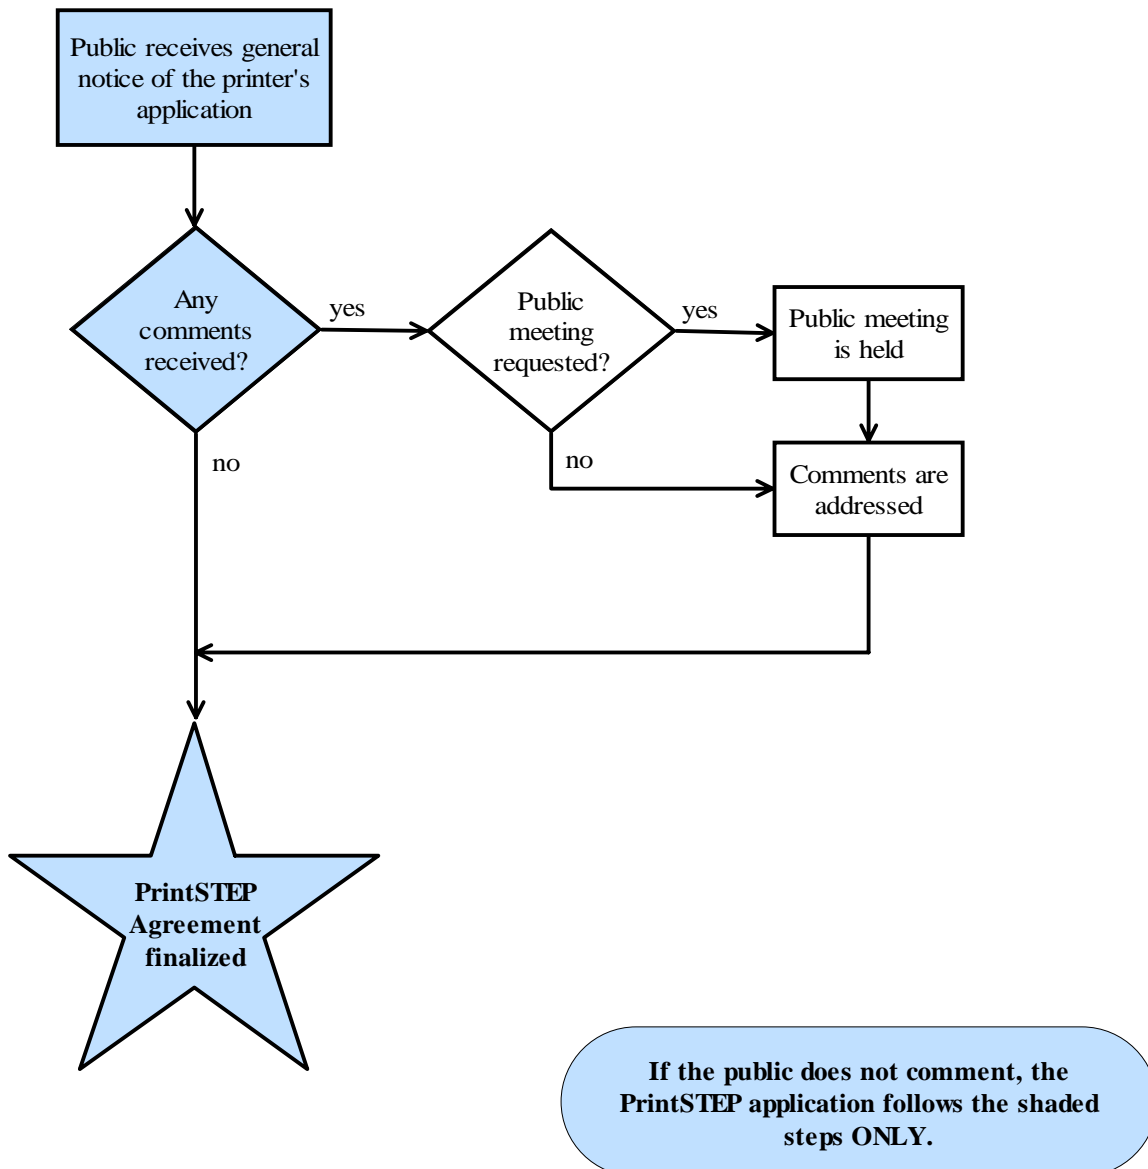 Public receives general
notice of the printer's
application
Any
comments
received?
yes
Public
meeting
requested?
yes
Public meeting
is held
no
no
Comments are
addressed
PrintSTEP
Agreement
finalized
If the public does not comment, the
PrintSTEP application follows the shaded
steps ONLY.